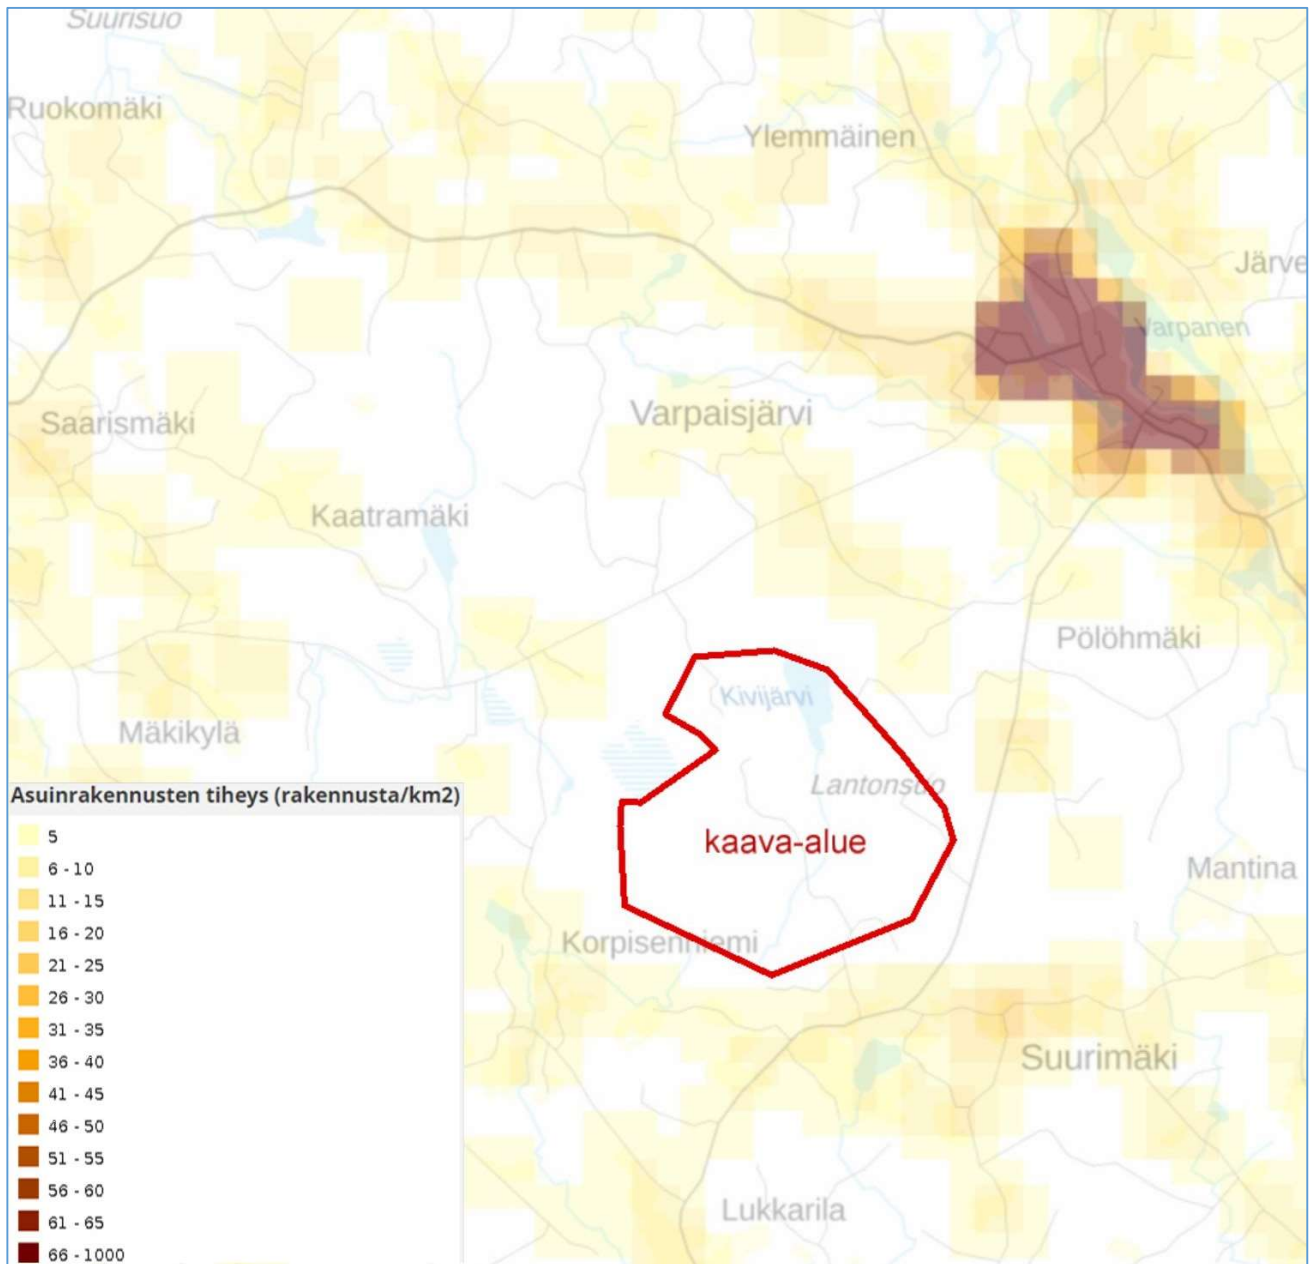 Suurisuo
Ruokomäki
Ylemmäinen
Järve
Varpanen
Varpaisjärvi
Saarismäki
Kaatramäki
Pölöhmäki
Kivijärvi
Mäkikylä
Lantonsuo
kaava-alue
Mantina
Korpisenniemi
Suurimäki
Lukkarila
Asuinrakennusten tiheys (rakennusta/km2)
5
6 - 10
11 - 15
16 - 20
21 - 25
26 - 30
31 - 35
36 - 40
41 - 45
46 - 50
51 - 55
56 - 60
61 - 65
66 - 1000